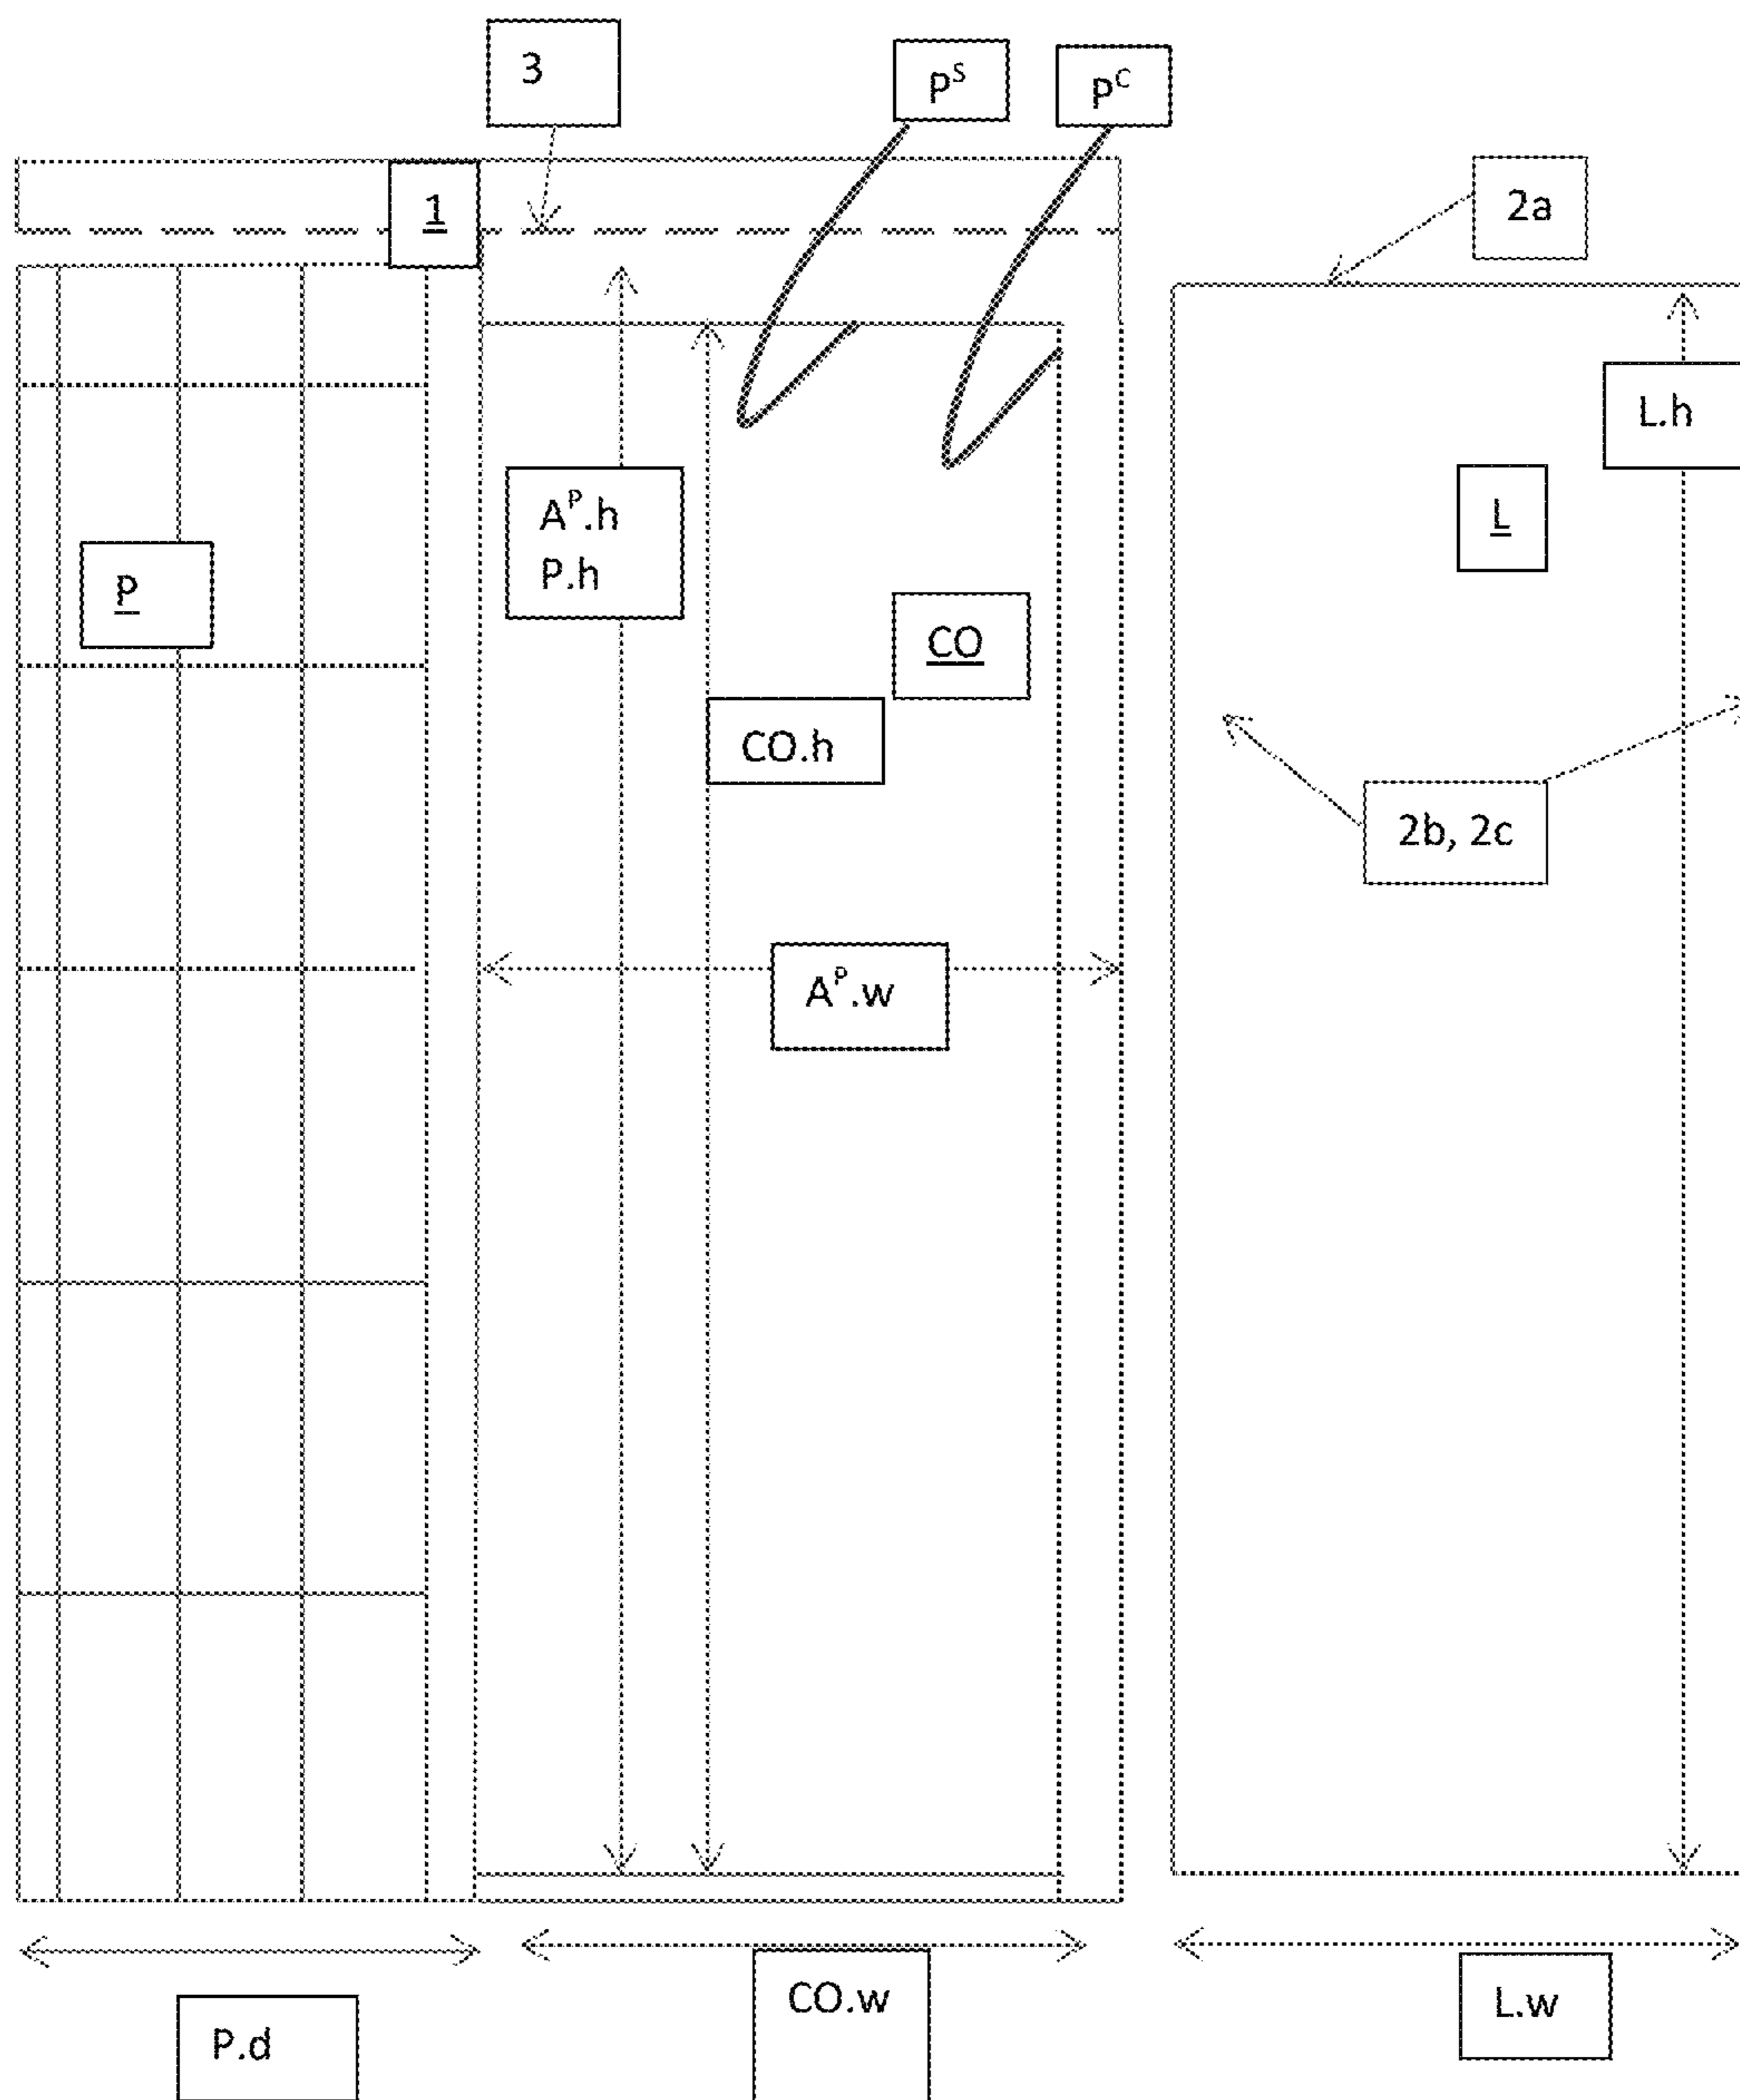 3
P^S
P^C
1
2a
L.h
A^P.h
P.h
L
P
CO
CO.h
2b, 2c
A^P.w
P.d
CO.w
L.w